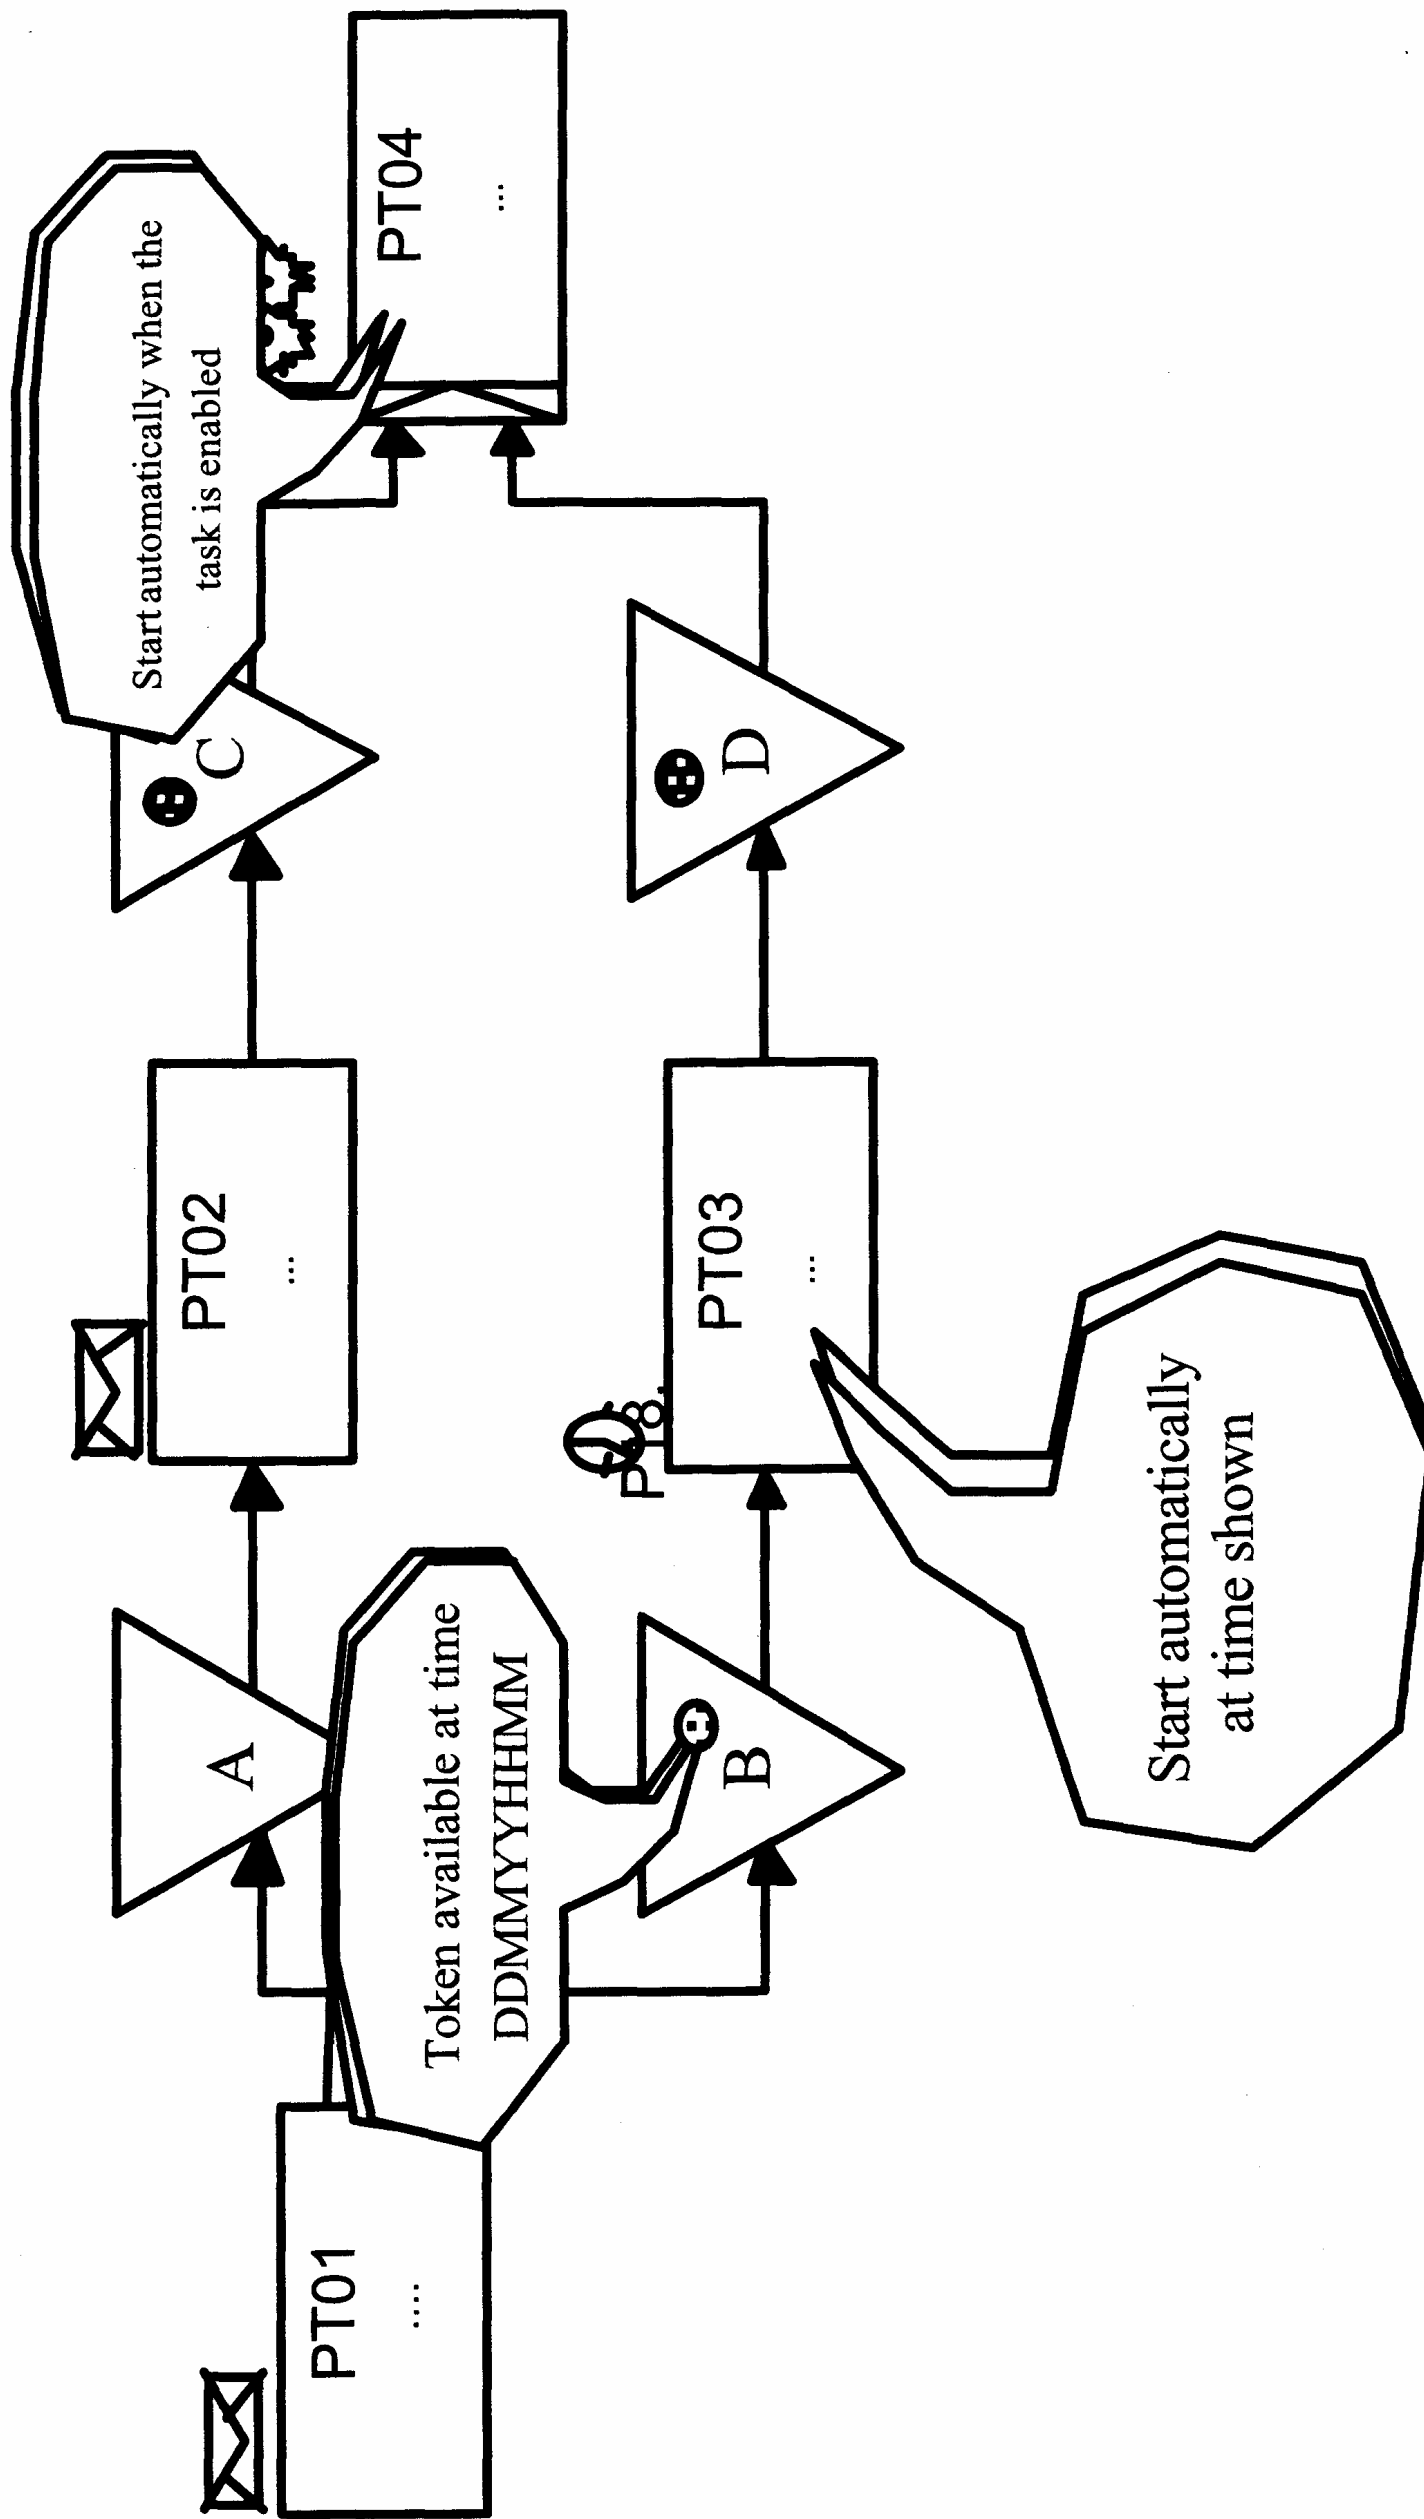 PT01
....
A
Token available at time
DDMMYYHHMM
B
PT02
...
PT03
...
Start automatically
at time shown
C
D
Start automatically when the
task is enabled
PT04
...